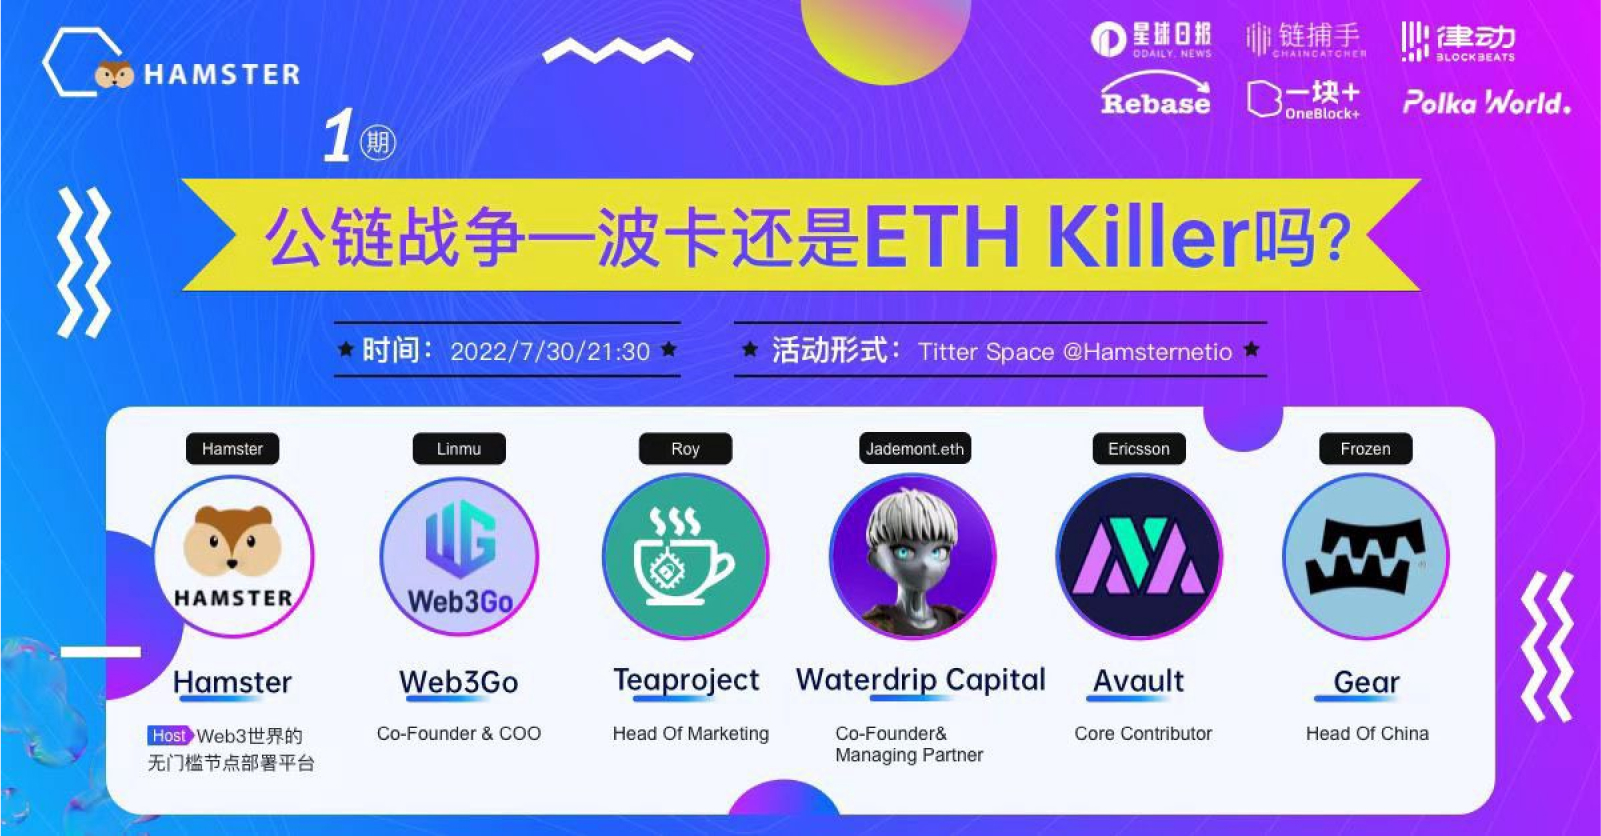 HAMSTER
星球日报
ODAILY. NEWS
链捕手
CHAINCATCHER
律动
BLOCKBEATS
Rebase
一块+
OneBlock+
Polka World.
1期
公链战争—波卡还是ETH Killer吗?
★ 时间：2022/7/30/21:30 ★
★ 活动形式：Titter Space @Hamsternetio ★
Hamster
Linmu
Roy
Jademont.eth
Ericsson
Frozen
HAMSTER
Web3Go
Hamster
Web3Go
Teaproject
Waterdrip Capital
Avault
Gear
Host Web3世界的
无门槛节点部署平台
Co-Founder & COO
Head Of Marketing
Co-Founder&
Managing Partner
Core Contributor
Head Of China